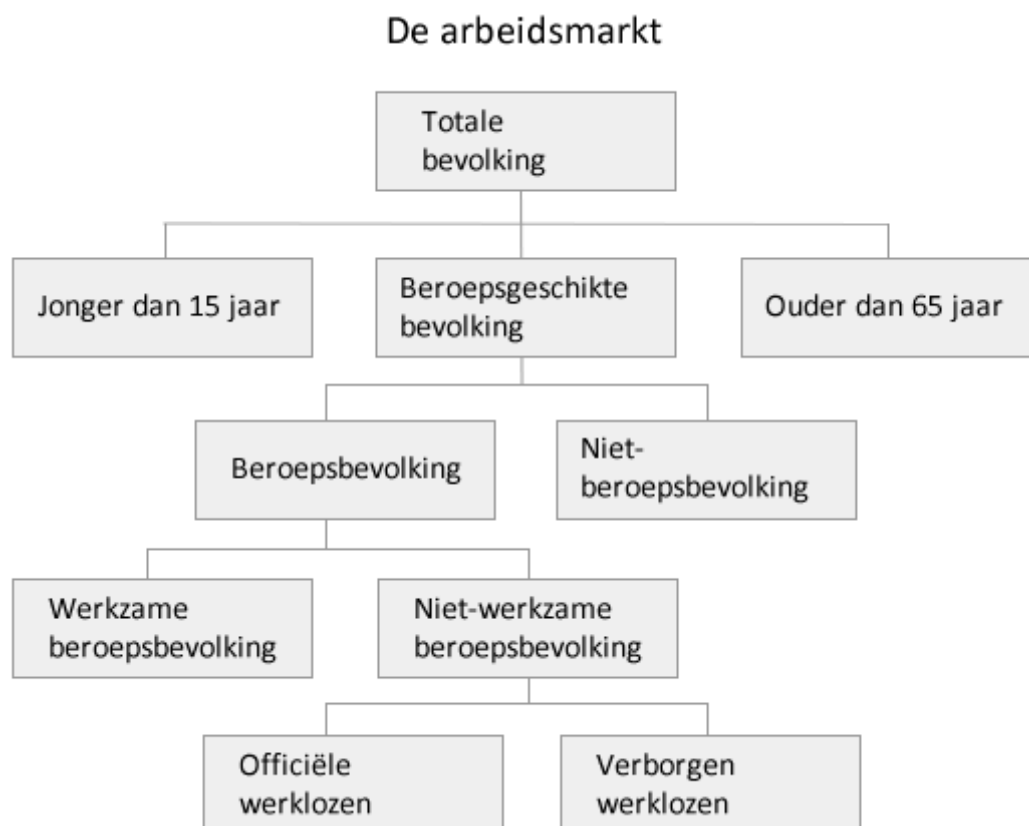 De arbeidsmarkt
Totale
bevolking
Jonger dan 15 jaar
Beroepsgeschikte
bevolking
Ouder dan 65 jaar
Beroepsbevolking
Niet-
beroepsbevolking
Werkzame
beroepsbevolking
Niet-werkzame
beroepsbevolking
Officiële
werklozen
Verborgen
werklozen